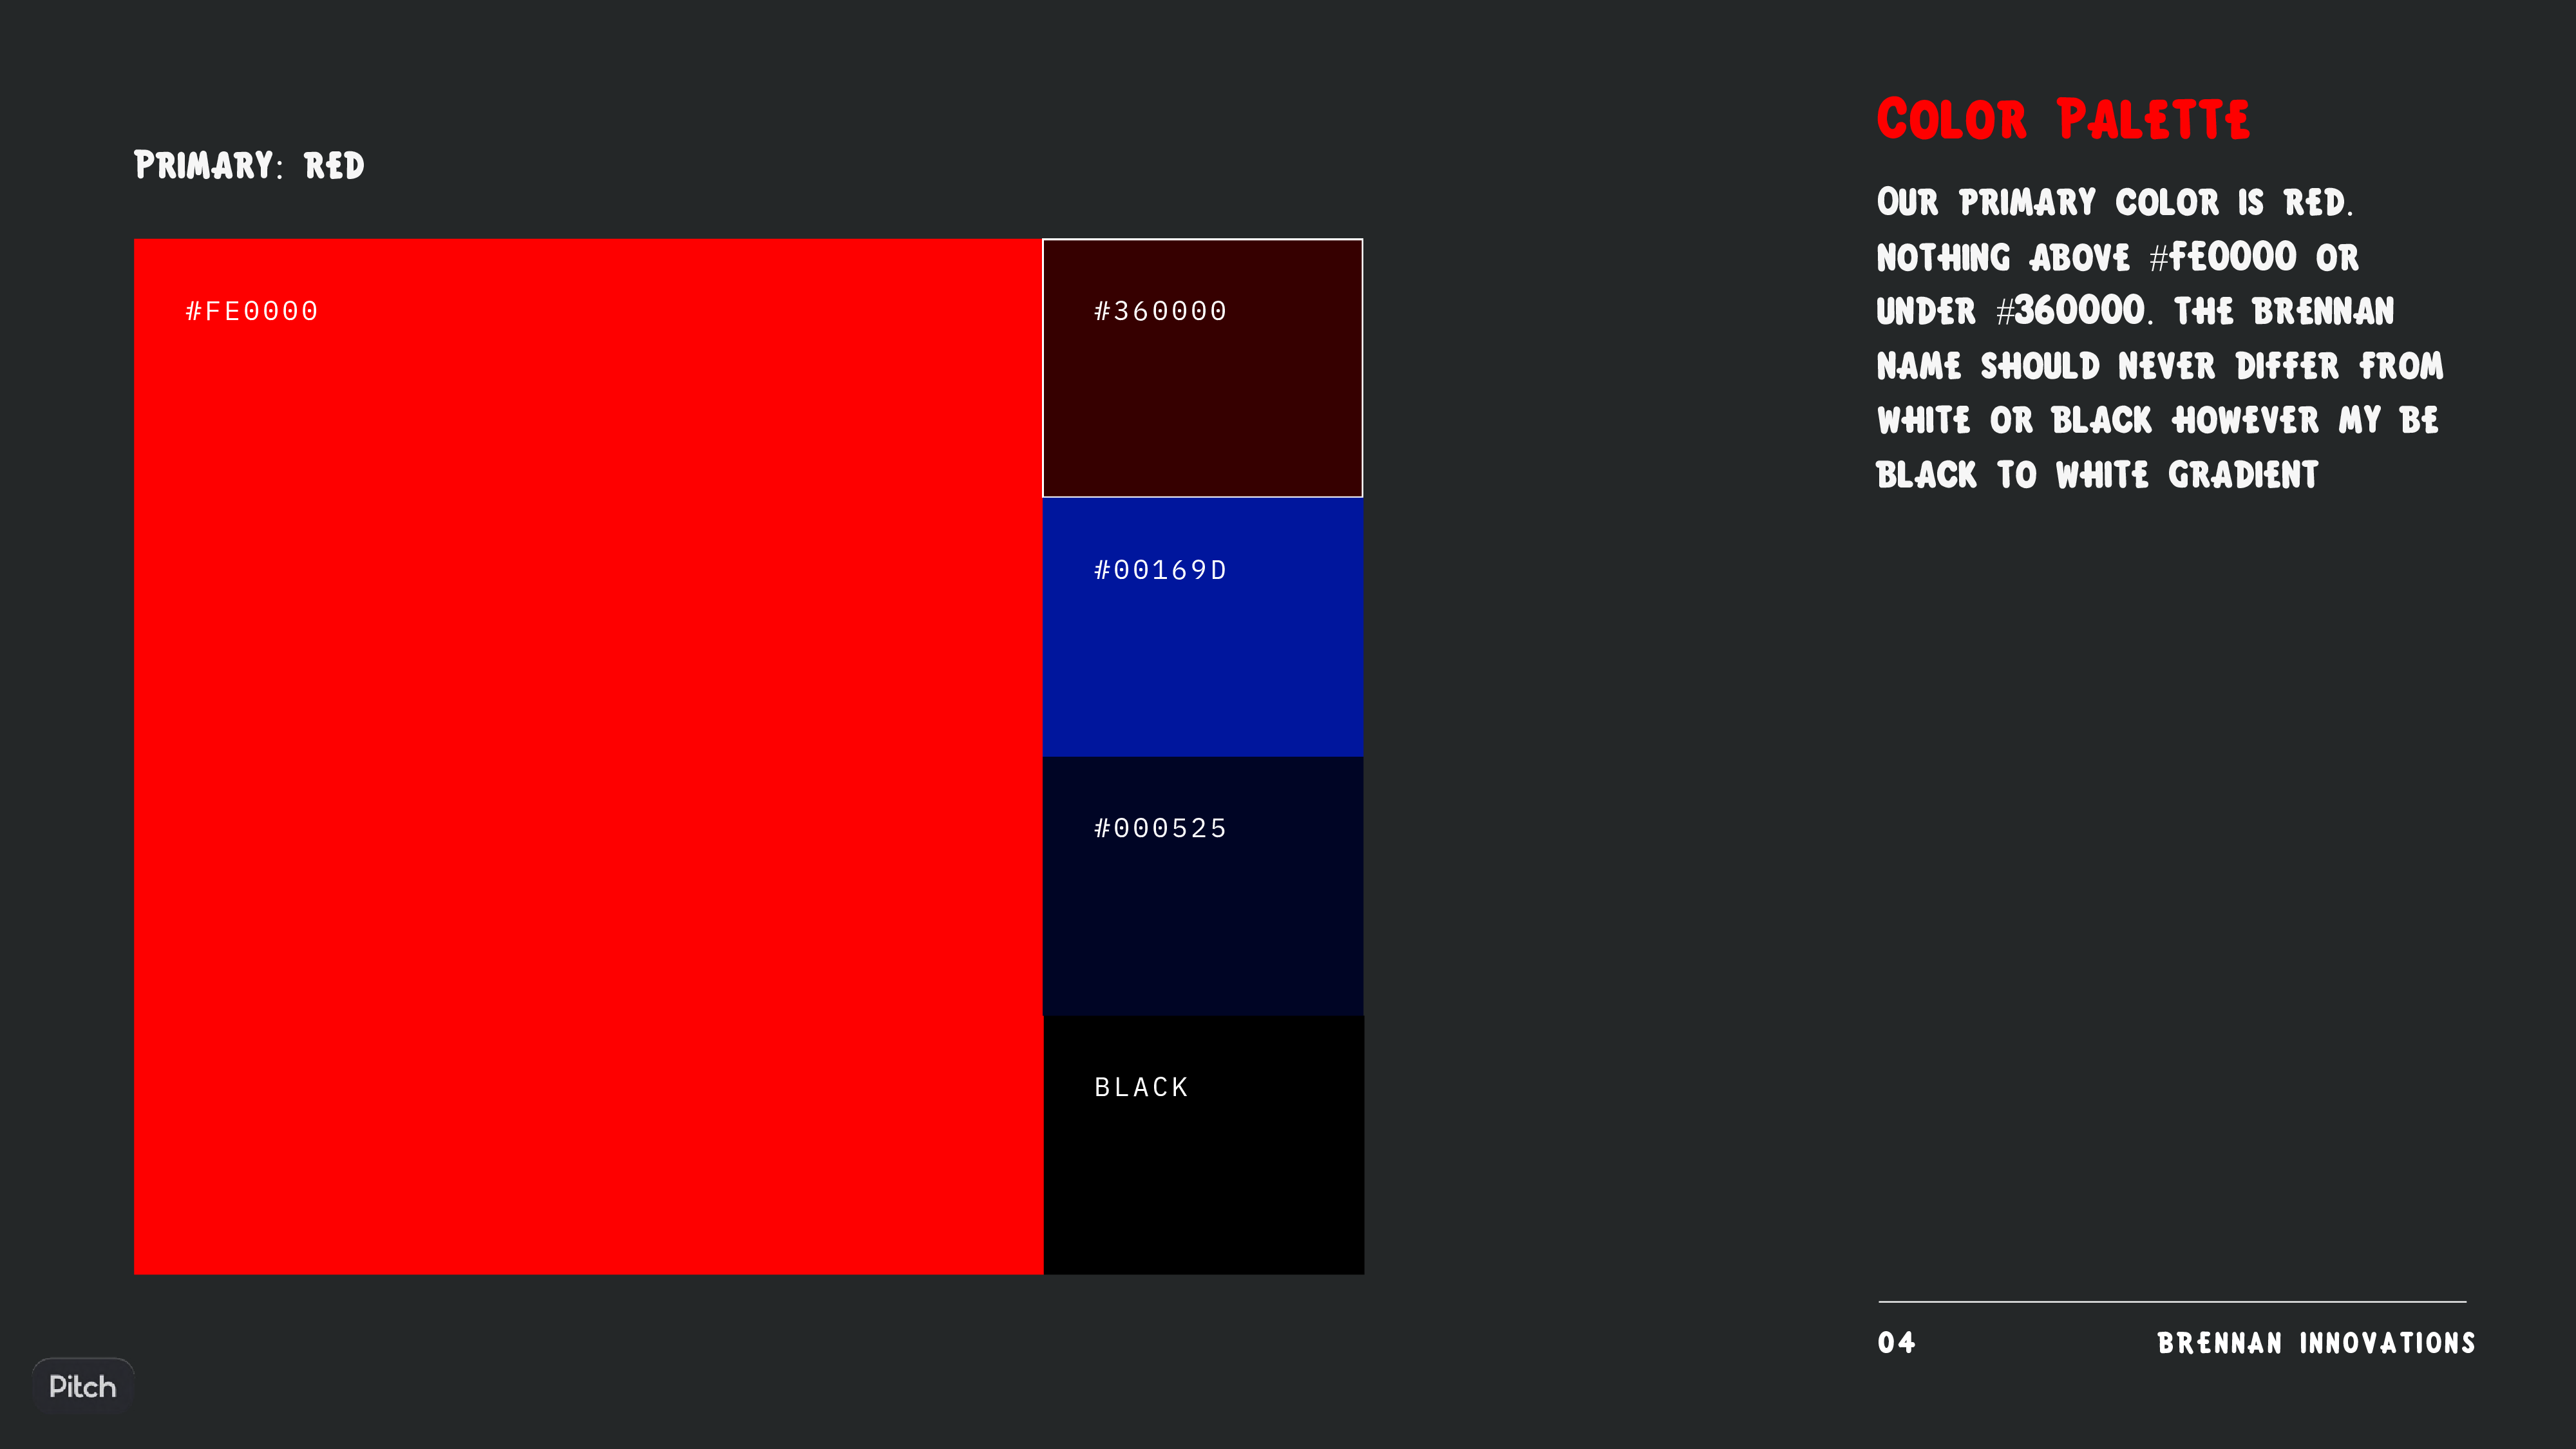 PRIMARY: RED
#FE0000
#360000
#00169D
#000525
BLACK
COLOR PALETTE
OUR PRIMARY COLOR IS RED.
NOTHING ABOVE #FE0000 OR
UNDER #360000. THE BRENNAN
NAME SHOULD NEVER DIFFER FROM
WHITE OR BLACK HOWEVER MY BE
BLACK TO WHITE GRADIENT
04
BRENNAN INNOVATIONS
Pitch